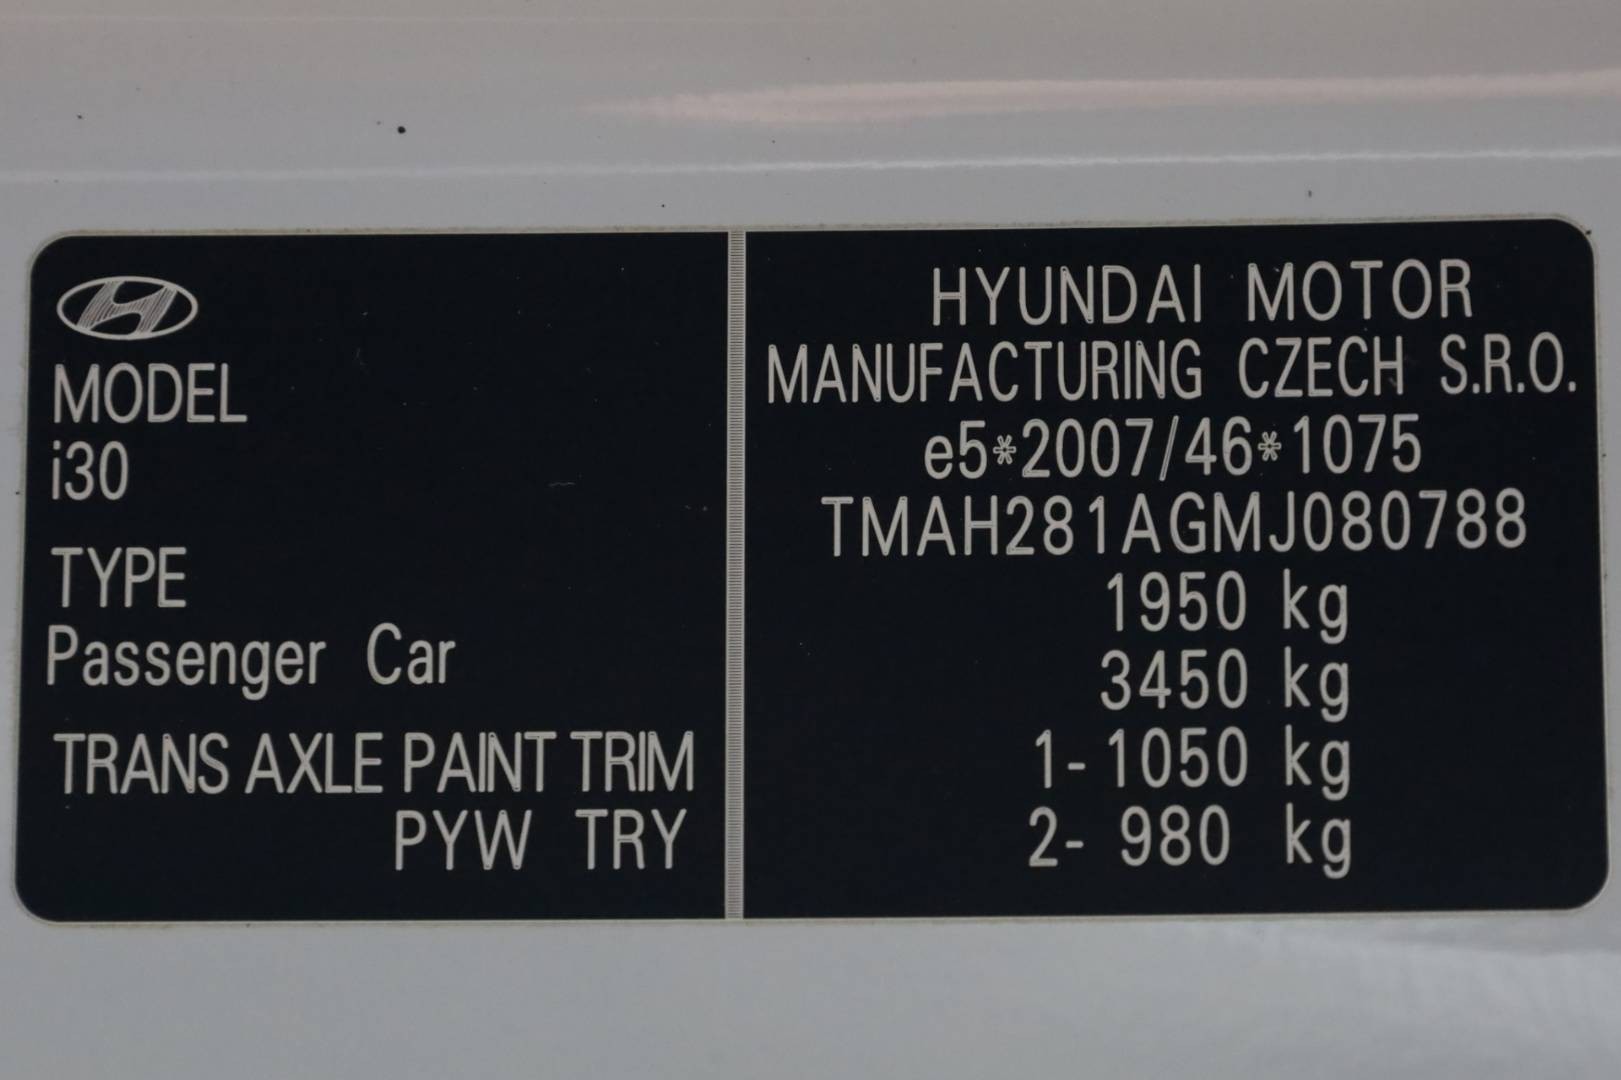 MODEL
i30
TYPE
Passenger Car
TRANS AXLE PAINT TRIM
PYW TRY
HYUNDAI MOTOR
MANUFACTURING CZECH S.R.O.
e5*2007/46*1075
TMAH281AGMJ080788
1950 kg
3450 kg
1- 1050 kg
2- 980 kg